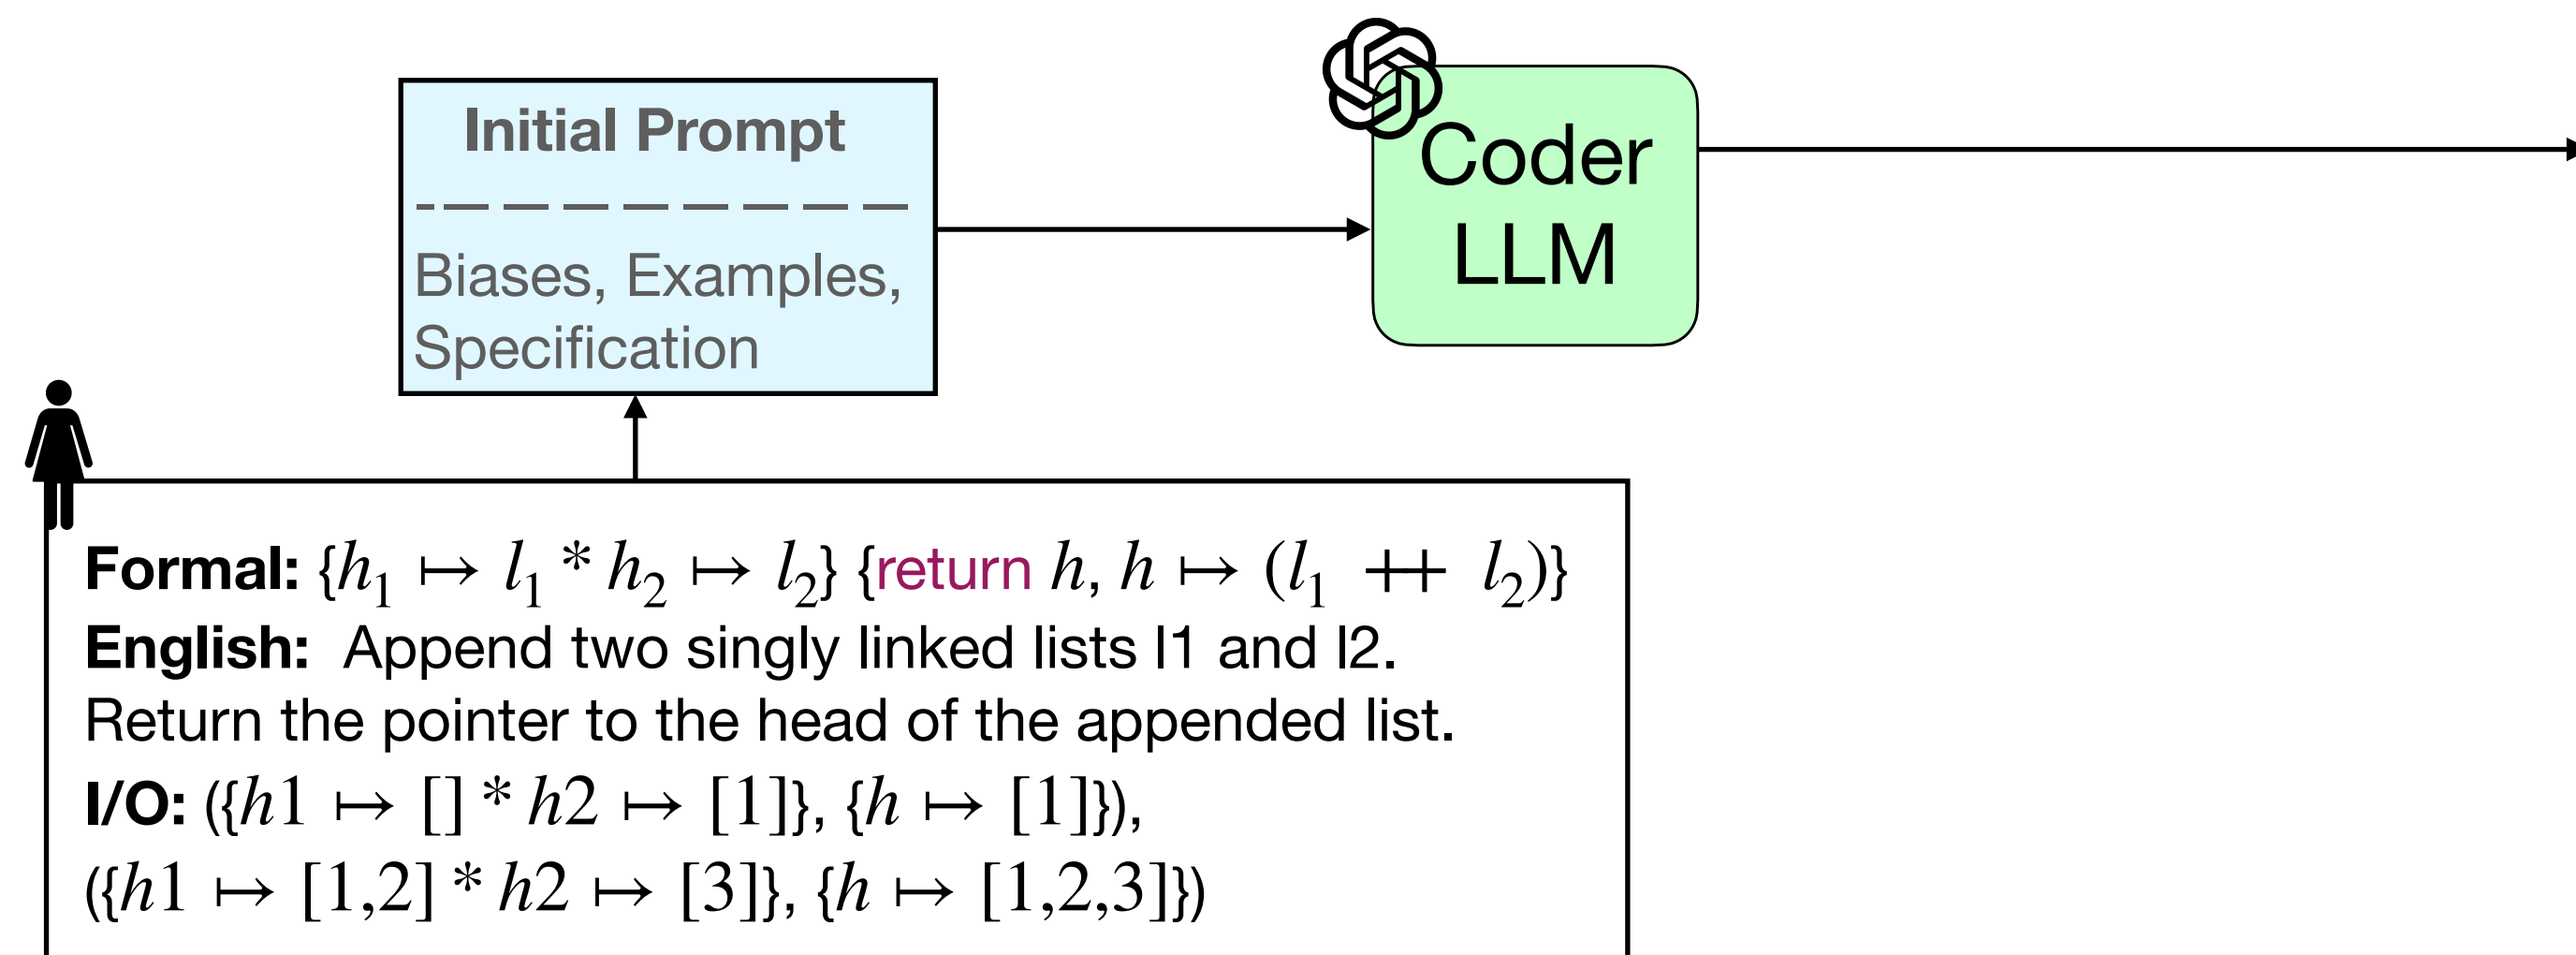 Initial Prompt
Biases, Examples,
Specification
Coder
LLM
Formal: {h₁ ↦ l₁ * h₂ ↦ l₂} {return h, h ↦ (l₁ ++ l₂)}
English: Append two singly linked lists l1 and l2.
Return the pointer to the head of the appended list.
I/O: ({h1 ↦ [] * h2 ↦ [1]}, {h ↦ [1]}),
({h1 ↦ [1,2] * h2 ↦ [3]}, {h ↦ [1,2,3]})